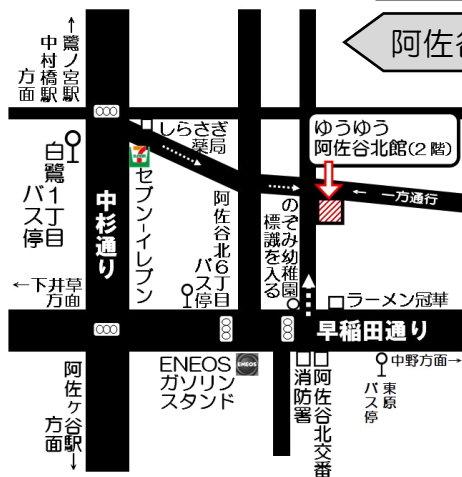 阿佐谷
↑鷺ノ宮駅
中村橋駅
方面
しらさぎ
薬局
ゆうゆう
阿佐谷北館(2階)
← 一方通行
白鷺1丁目
バス停
中杉通り
セブン-イレブン
阿佐谷北6丁目
バス停
のぞみ幼稚園
標識を入る
←下井草
方面
ラーメン冠華
早稲田通り
ENEOS
ガソリン
スタンド
ENEOS
消防署
阿佐谷北交番
東原
バス停
中野方面→
阿佐ヶ谷駅
方面↓